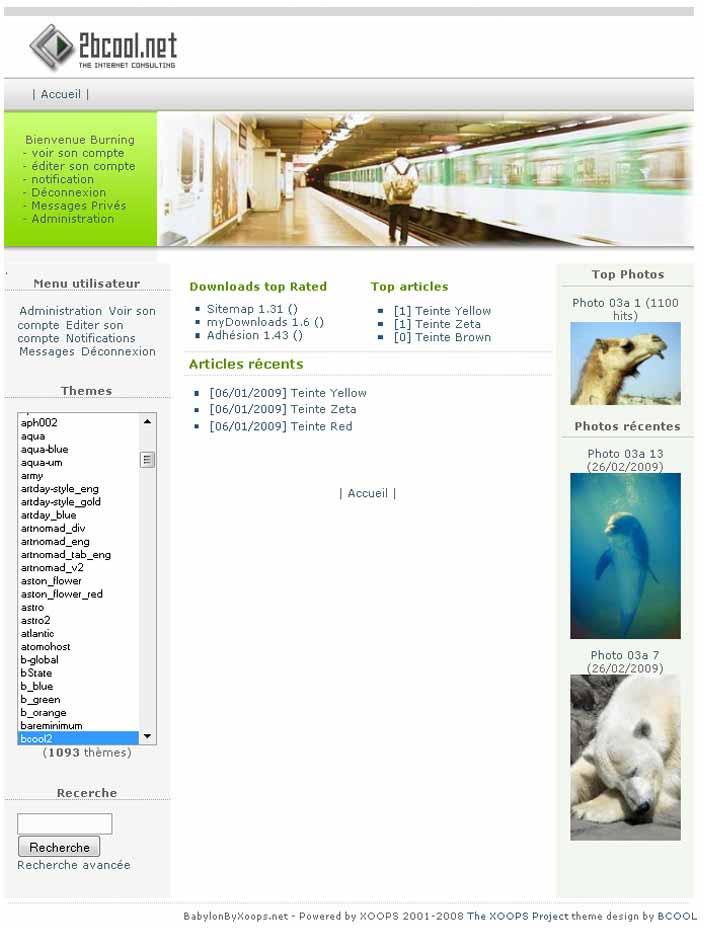 2bcool.net
THE INTERNET CONSULTING
| Accueil |
Bienvenue Burning
- voir son compte
- éditer son compte
- notification
- Déconnexion
- Messages Privés
- Administration
Menu utilisateur
Administration Voir son
compte Editer son
compte Notifications
Messages Déconnexion
Themes
aph002
aqua
aqua-blue
aqua-um
army
artday-style_eng
artday-style_gold
artday_blue
artnomad_div
artnomad_eng
artnomad_tab_eng
artnomad_v2
aston_flower
aston_flower_red
astro
astro2
atlantic
atomohost
b-global
bState
b_blue
b_green
b_orange
bareminimum
bcool2
(1093 thèmes)
Recerche
Recherche
Recherche avancée
Downloads top Rated
Sitemap 1.31 ()
myDownloads 1.6 ()
Adhésion 1.43 ()
Top articles
[1] Teinte Yellow
[1] Teinte Zeta
[0] Teinte Brown
Articles récents
[06/01/2009] Teinte Yellow
[06/01/2009] Teinte Zeta
[06/01/2009] Teinte Red
| Accueil |
Top Photos
Photo 03a 1 (1100
hits)
Photos récentes
Photo 03a 13
(26/02/2009)
Photo 03a 7
(26/02/2009)
BabylonByXoops.net - Powered by XOOPS 2001-2008 The XOOPS Project theme design by BCOOL